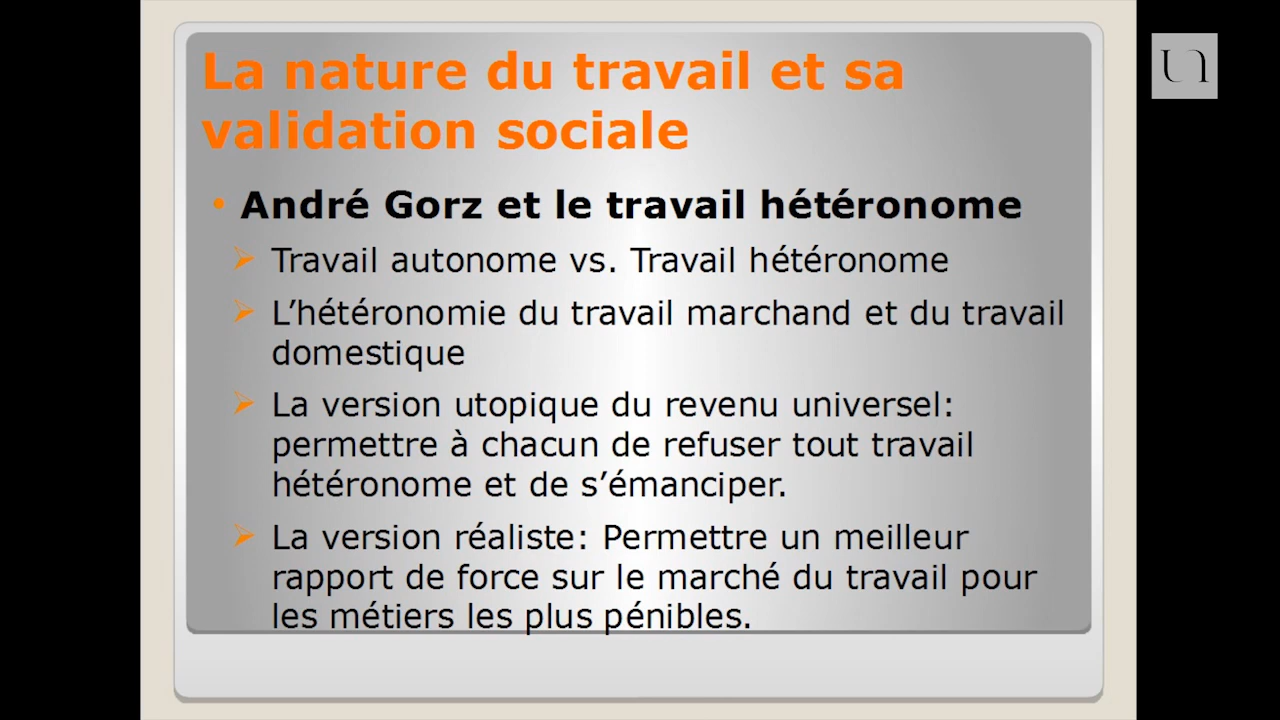 La nature du travail et sa
validation sociale
• André Gorz et le travail hétéronome
➢ Travail autonome vs. Travail hétéronome
➢ L’hétéronomie du travail marchand et du travail
domestique
➢ La version utopique du revenu universel:
permettre à chacun de refuser tout travail
hétéronome et de s’émanciper.
➢ La version réaliste: Permettre un meilleur
rapport de force sur le marché du travail pour
les métiers les plus pénibles.